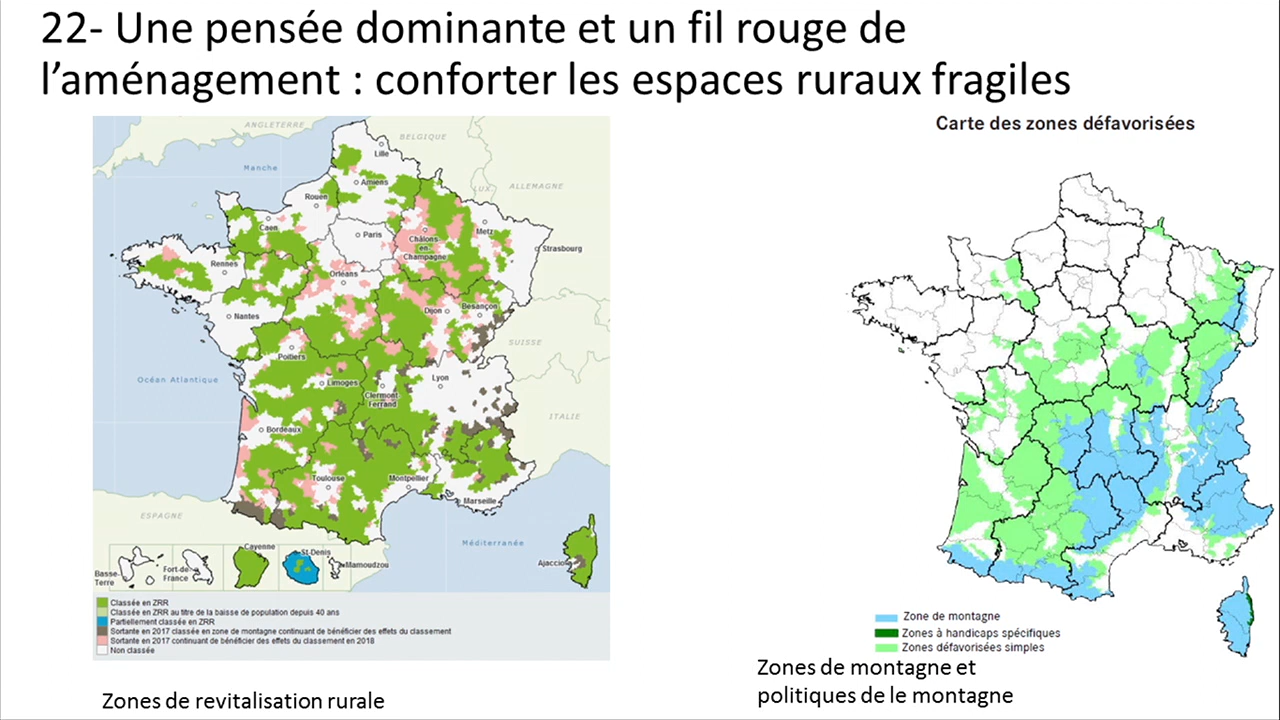 22- Une pensée dominante et un fil rouge de
l’aménagement : conforter les espaces ruraux fragiles
ANGLETERRE
BELGIQUE
Lille
Manche
LUX.
ALLEMAGNE
Amiens
Rouen
Caen
Paris
Metz
Châlons
en-
Champagne
Strasbourg
Rennes
Orléans
Dijon
Besançon
Nantes
SUISSE
Poitiers
Océan Atlantique
Limoges
Lyon
Clermont
Ferrand
ITALIE
Bordeaux
Toulouse
Montpellier
Marseille
ESPAGNE
Méditerranée
Cayenne
St-Denis
Basse-
Terre
Fort-de-
France
Mamoudzou
Ajaccio
Classée en ZRR
Classée en ZRR au titre de la baisse de population depuis 40 ans
Partiellement classée en ZRR
Sortante en 2017 classée en zone de montagne continuant de bénéficier des effets du classement
Sortante en 2017 continuant de bénéficier des effets du classement en 2018
Non classée
Zones de revitalisation rurale
Carte des zones défavorisées
Zone de montagne
Zones à handicaps spécifiques
Zones défavorisées simples
Zones de montagne et
politiques de le montagne